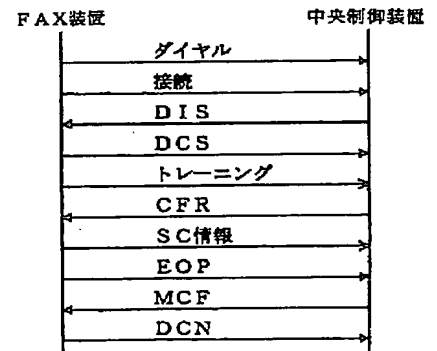 FAX装置
中央制御装置
ダイヤル
接続
DIS
DCS
トレーニング
CFR
SC情報
EOP
MCF
DCN